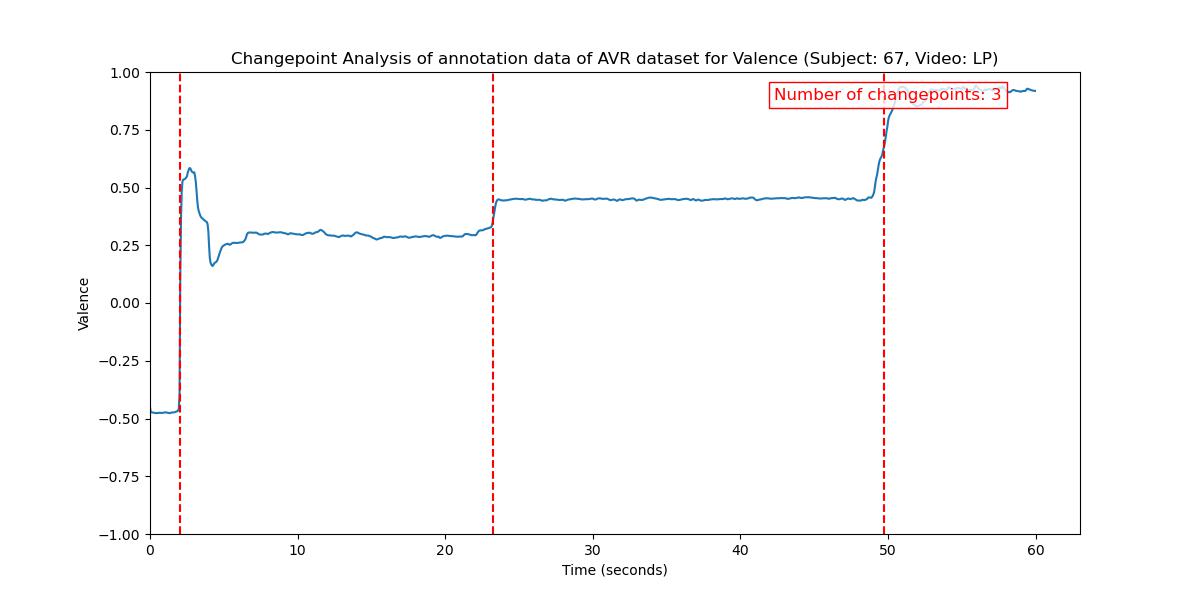 Changepoint Analysis of annotation data of AVR dataset for Valence (Subject: 67, Video: LP)
Number of changepoints: 3
1.00
0.75
0.50
0.25
0.00
−0.25
−0.50
−0.75
−1.00
Valence
0 10 20 30 40 50 60
Time (seconds)